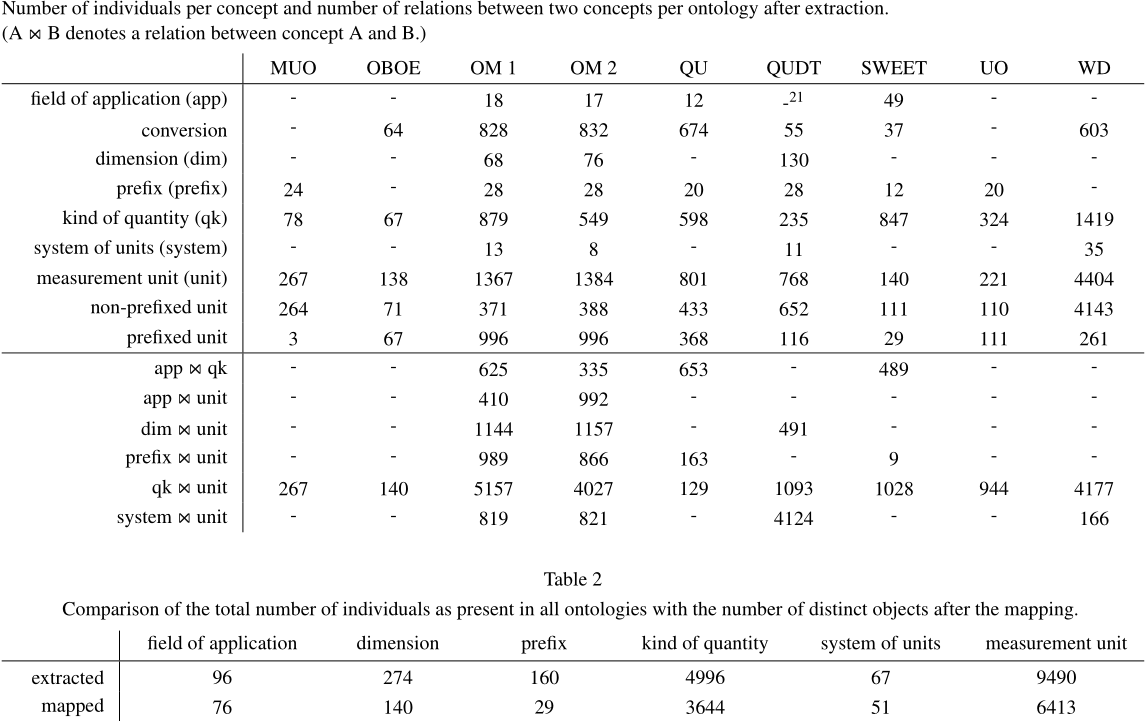 Number of individuals per concept and number of relations between two concepts per ontology after extraction.
(A ⋈ B denotes a relation between concept A and B.)
MUO OBOE OM 1 OM 2 QU QUDT SWEET UO WD
field of application (app) - - 18 17 12 -21 49 - -
conversion - 64 828 832 674 55 37 - 603
dimension (dim) - - 68 76 - 130 - - -
prefix (prefix) 24 - 28 28 20 28 12 20 -
kind of quantity (qk) 78 67 879 549 598 235 847 324 1419
system of units (system) - - 13 8 - 11 - - 35
measurement unit (unit) 267 138 1367 1384 801 768 140 221 4404
non-prefixed unit 264 71 371 388 433 652 111 110 4143
prefixed unit 3 67 996 996 368 116 29 111 261
app ⋈ qk - - 625 335 653 - 489 - -
app ⋈ unit - - 410 992 - - - - -
dim ⋈ unit - - 1144 1157 - 491 - - -
prefix ⋈ unit - - 989 866 163 - 9 - -
qk ⋈ unit 267 140 5157 4027 129 1093 1028 944 4177
system ⋈ unit - - 819 821 - 4124 - - 166
Table 2
Comparison of the total number of individuals as present in all ontologies with the number of distinct objects after the mapping.
field of application dimension prefix kind of quantity system of units measurement unit
extracted 96 274 160 4996 67 9490
mapped 76 140 29 3644 51 6413